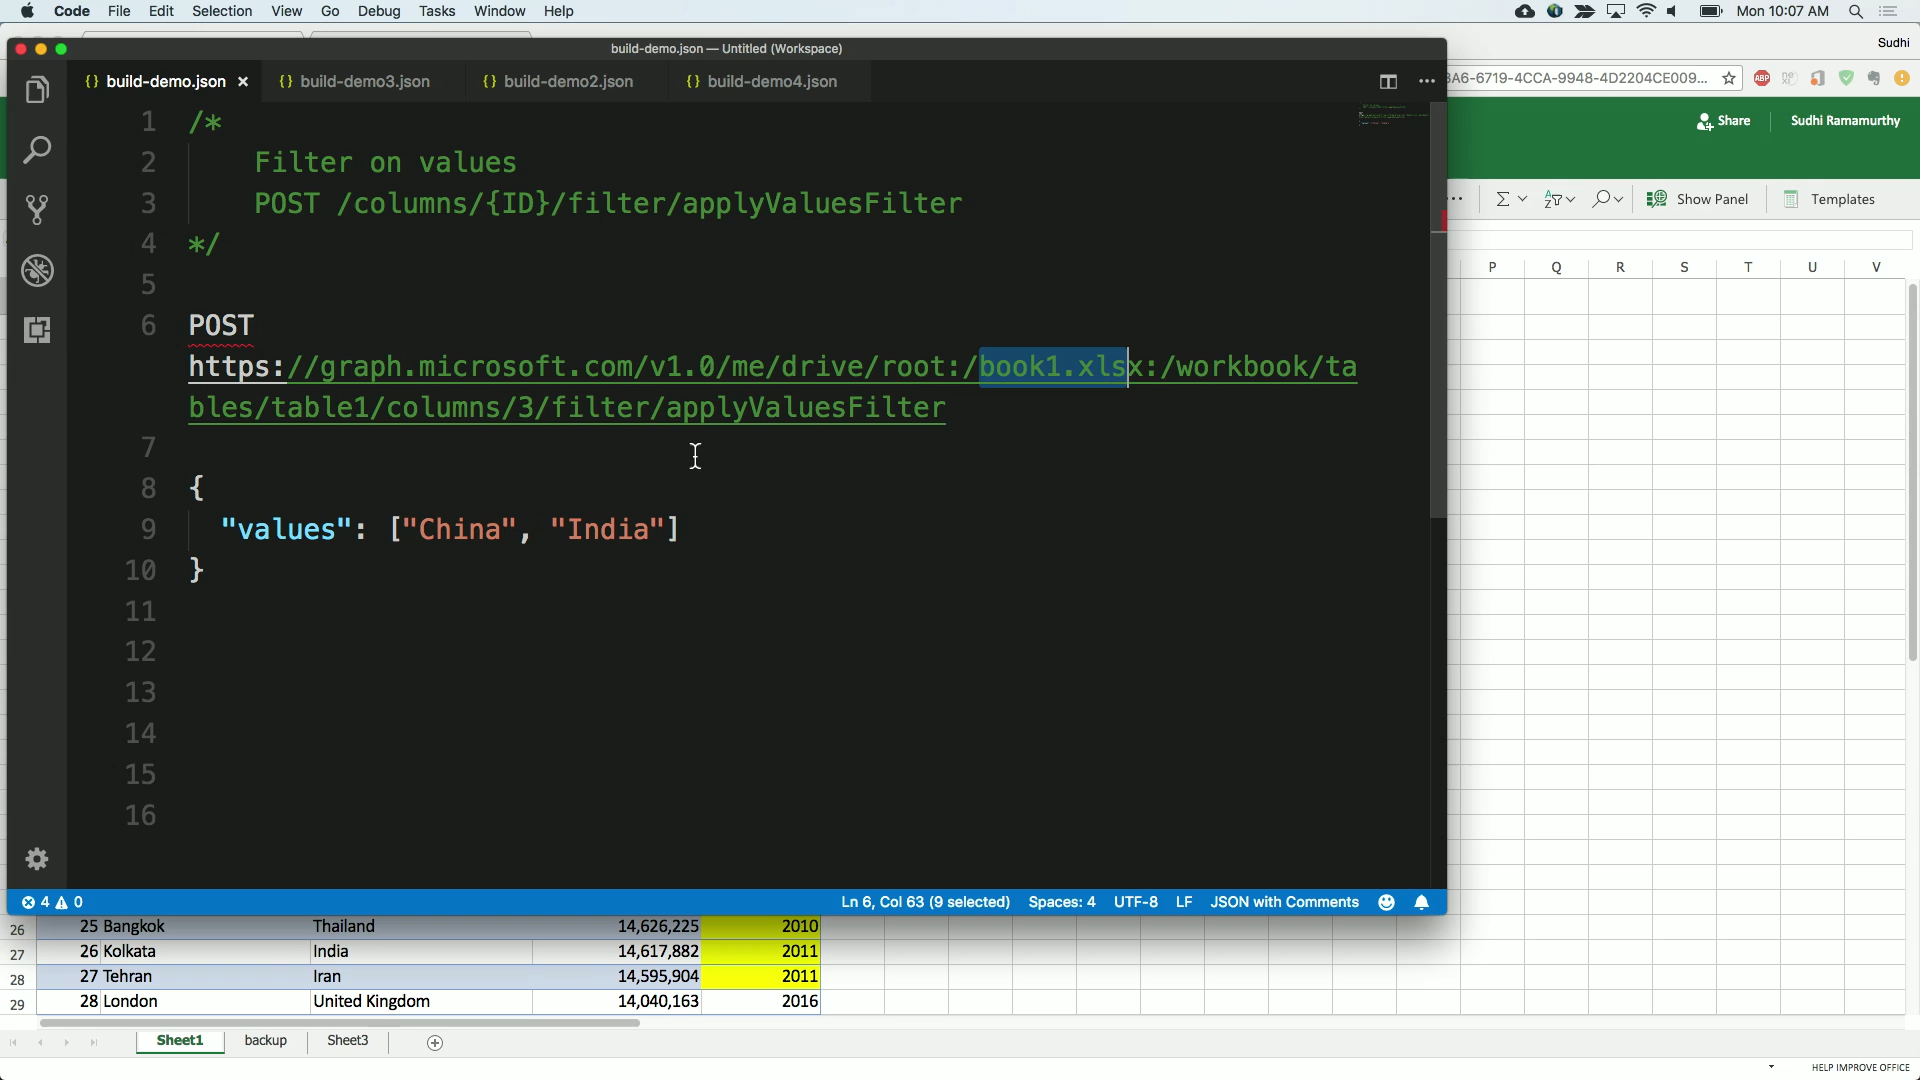 Code File Edit Selection View Go Debug Tasks Window Help
Mon 10:07 AM
build-demo.json — Untitled (Workspace)
Sudhi
{} build-demo.json × {} build-demo3.json {} build-demo2.json {} build-demo4.json ···
3A6-6719-4CCA-9948-4D2204CE009... ABP
Share Sudhi Ramamurthy
Show Panel Templates
P Q R S T U V
1 /*
2 Filter on values
3 POST /columns/{ID}/filter/applyValuesFilter
4 */
5
6 POST
https://graph.microsoft.com/v1.0/me/drive/root:/book1.xlsx:/workbook/ta
bles/table1/columns/3/filter/applyValuesFilter
7
8 {
9 "values": ["China", "India"]
10 }
11
12
13
14
15
16
4 0 Ln 6, Col 63 (9 selected) Spaces: 4 UTF-8 LF JSON with Comments
26 25 Bangkok Thailand 14,626,225 2010
27 26 Kolkata India 14,617,882 2011
28 27 Tehran Iran 14,595,904 2011
29 28 London United Kingdom 14,040,163 2016
Sheet1 backup Sheet3
HELP IMPROVE OFFICE